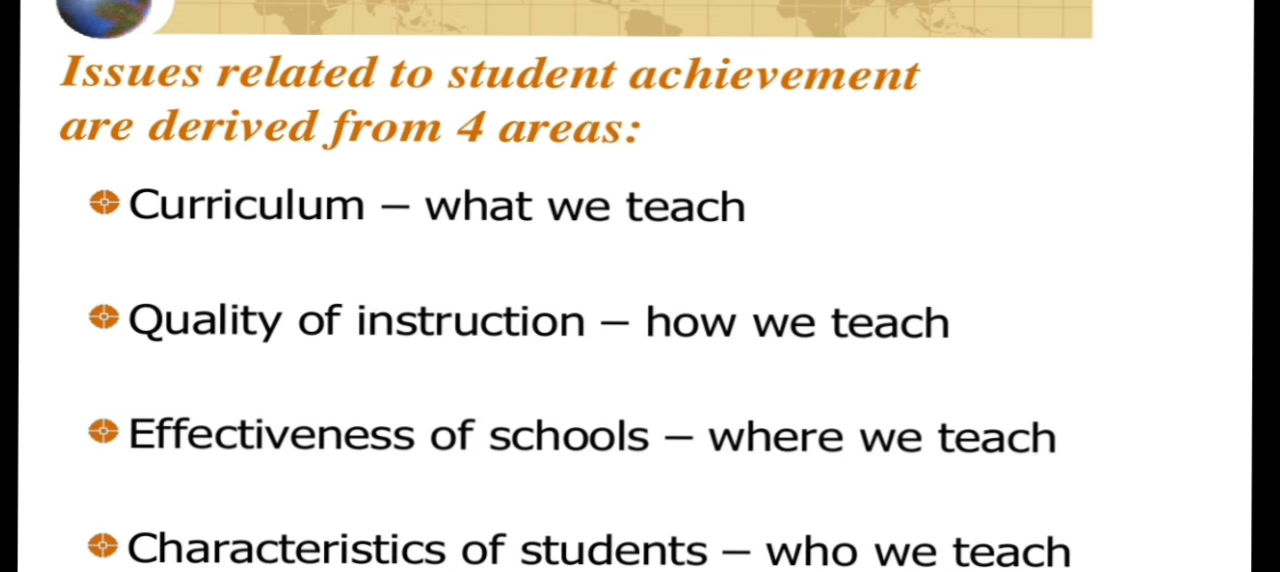 Issues related to student achievement
are derived from 4 areas:
Curriculum – what we teach
Quality of instruction – how we teach
Effectiveness of schools – where we teach
Characteristics of students – who we teach